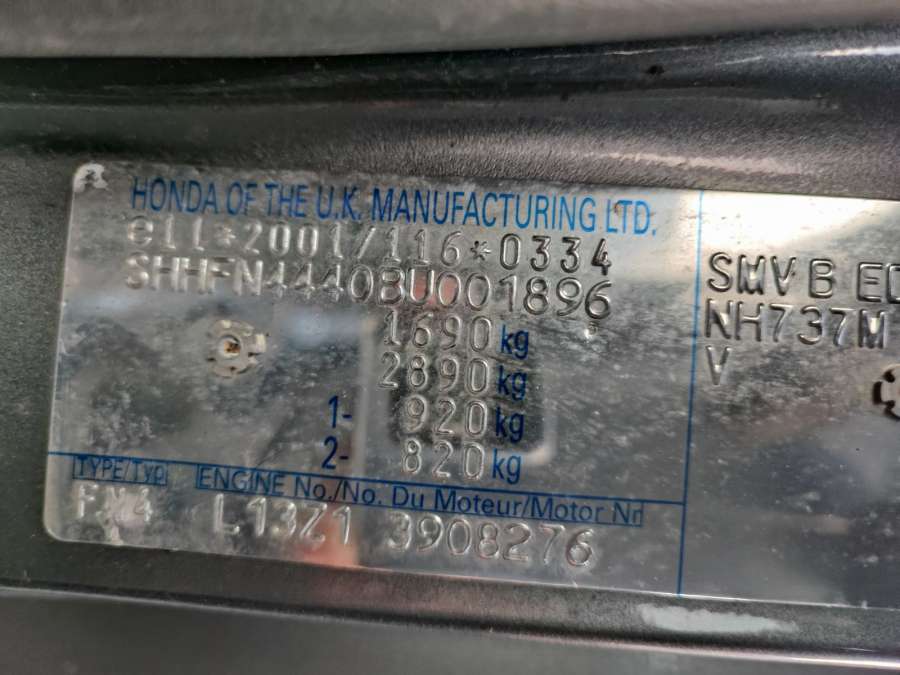 HONDA OF THE U.K. MANUFACTURING LTD.
e11*2001/116*0334
SHHFN44408U001896
1690 kg
2890 kg
1- 920 kg
2- 820 kg
TYPE/TYP ENGINE No./No. Du Moteur/Motor Nr
FN4 L13Z1 3908276
SMVB ED
NH737M
V